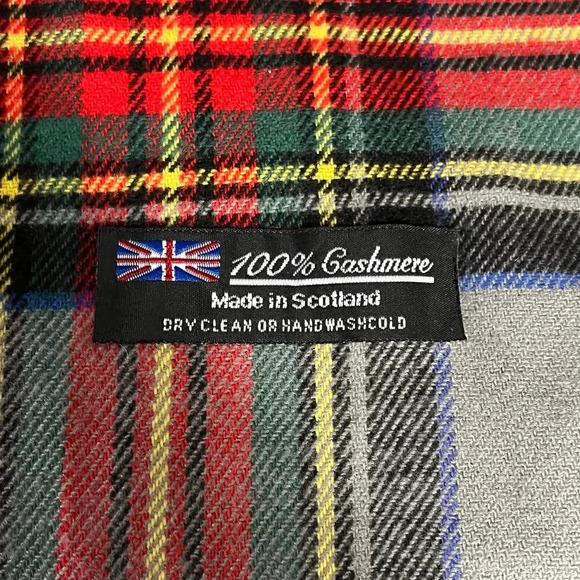 100% Cashmere
Made in Scotland
DRY CLEAN OR HANDWASHCOLD